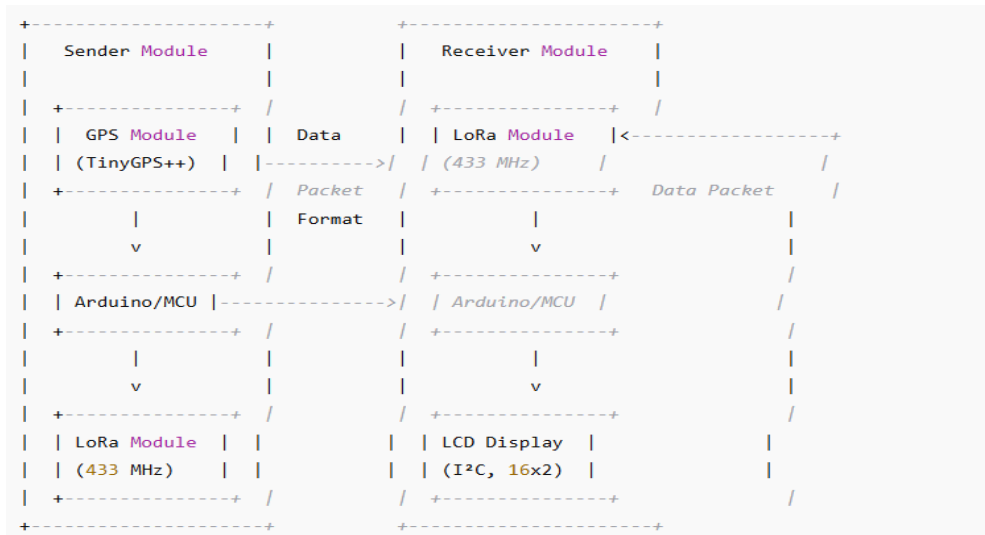 +---------------------+              +-----------------------+
|    Sender Module      |              |    Receiver Module     |
|                       |              |                        |
|   +---------------+   |              |   +---------------+    |
|   |  GPS Module   |   |   Data       |   | LoRa Module   |<-------------------+
|   | (TinyGPS++)   |   |----------->|   | (433 MHz)     |                    |
|   +---------------+   |   Packet     |   +---------------+    Data Packet     |
|           |           |   Format     |           |                            |
|           v           |              |           v                            |
|   +---------------+   |              |   +---------------+                    |
|   | Arduino/MCU |---------------->|   | Arduino/MCU   |                    |
|   +---------------+   |              |   +---------------+                    |
|           |           |              |           |                            |
|           v           |              |           v                            |
|   +---------------+   |              |   +---------------+                    |
|   | LoRa Module   |   |              |   | LCD Display   |                    |
|   | (433 MHz)     |   |              |   | (I²C, 16x2)   |                    |
|   +---------------+   |              |   +---------------+                    |
+---------------------+              +-----------------------+